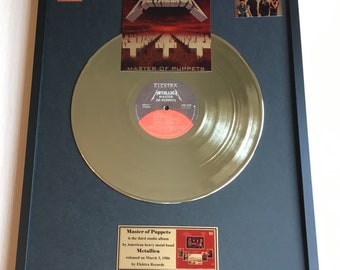 METALLICA
MASTER OF PUPPETS
ELEKTRA
METALLICA
MASTER
OF PUPPETS
Master of Puppets
is the third studio album
by American heavy metal band
Metallica
released on March 3, 1986
by Elektra Records